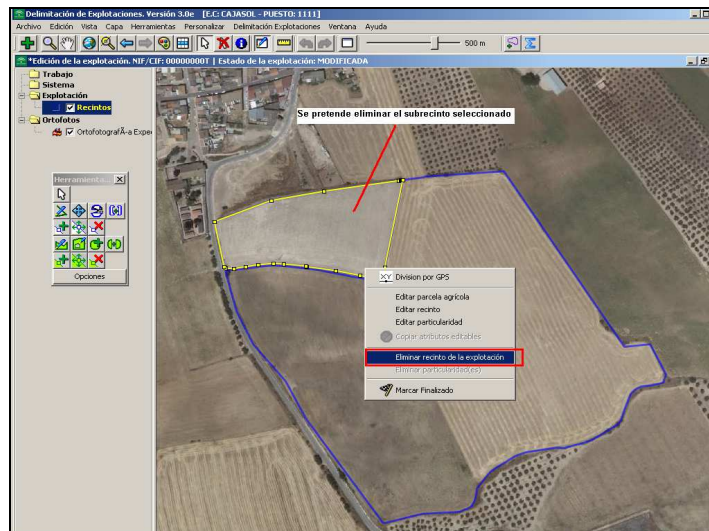 Delimitación de Explotaciones. Versión 3.0e [E.C: CAJASOL - PUESTO: 1111]
Archivo Edición Vista Capa Herramientas Personalizar Delimitación Explotaciones Ventana Ayuda
500 m
*Edición de la explotación. NIF/CIF: 00000000T | Estado de la explotación: MODIFICADA
Trabajo
Sistema
Explotación
Recintos
Ortofotos
OrtofotografÃ-a Expe
Se pretende eliminar el subrecinto seleccionado
Herramienta...
Opciones
XY División por GPS
Editar parcela agrícola
Editar recinto
Editar particularidad
Copiar atributos editables
Eliminar recinto de la explotación
Eliminar particularidad(es)
Marcar Finalizado